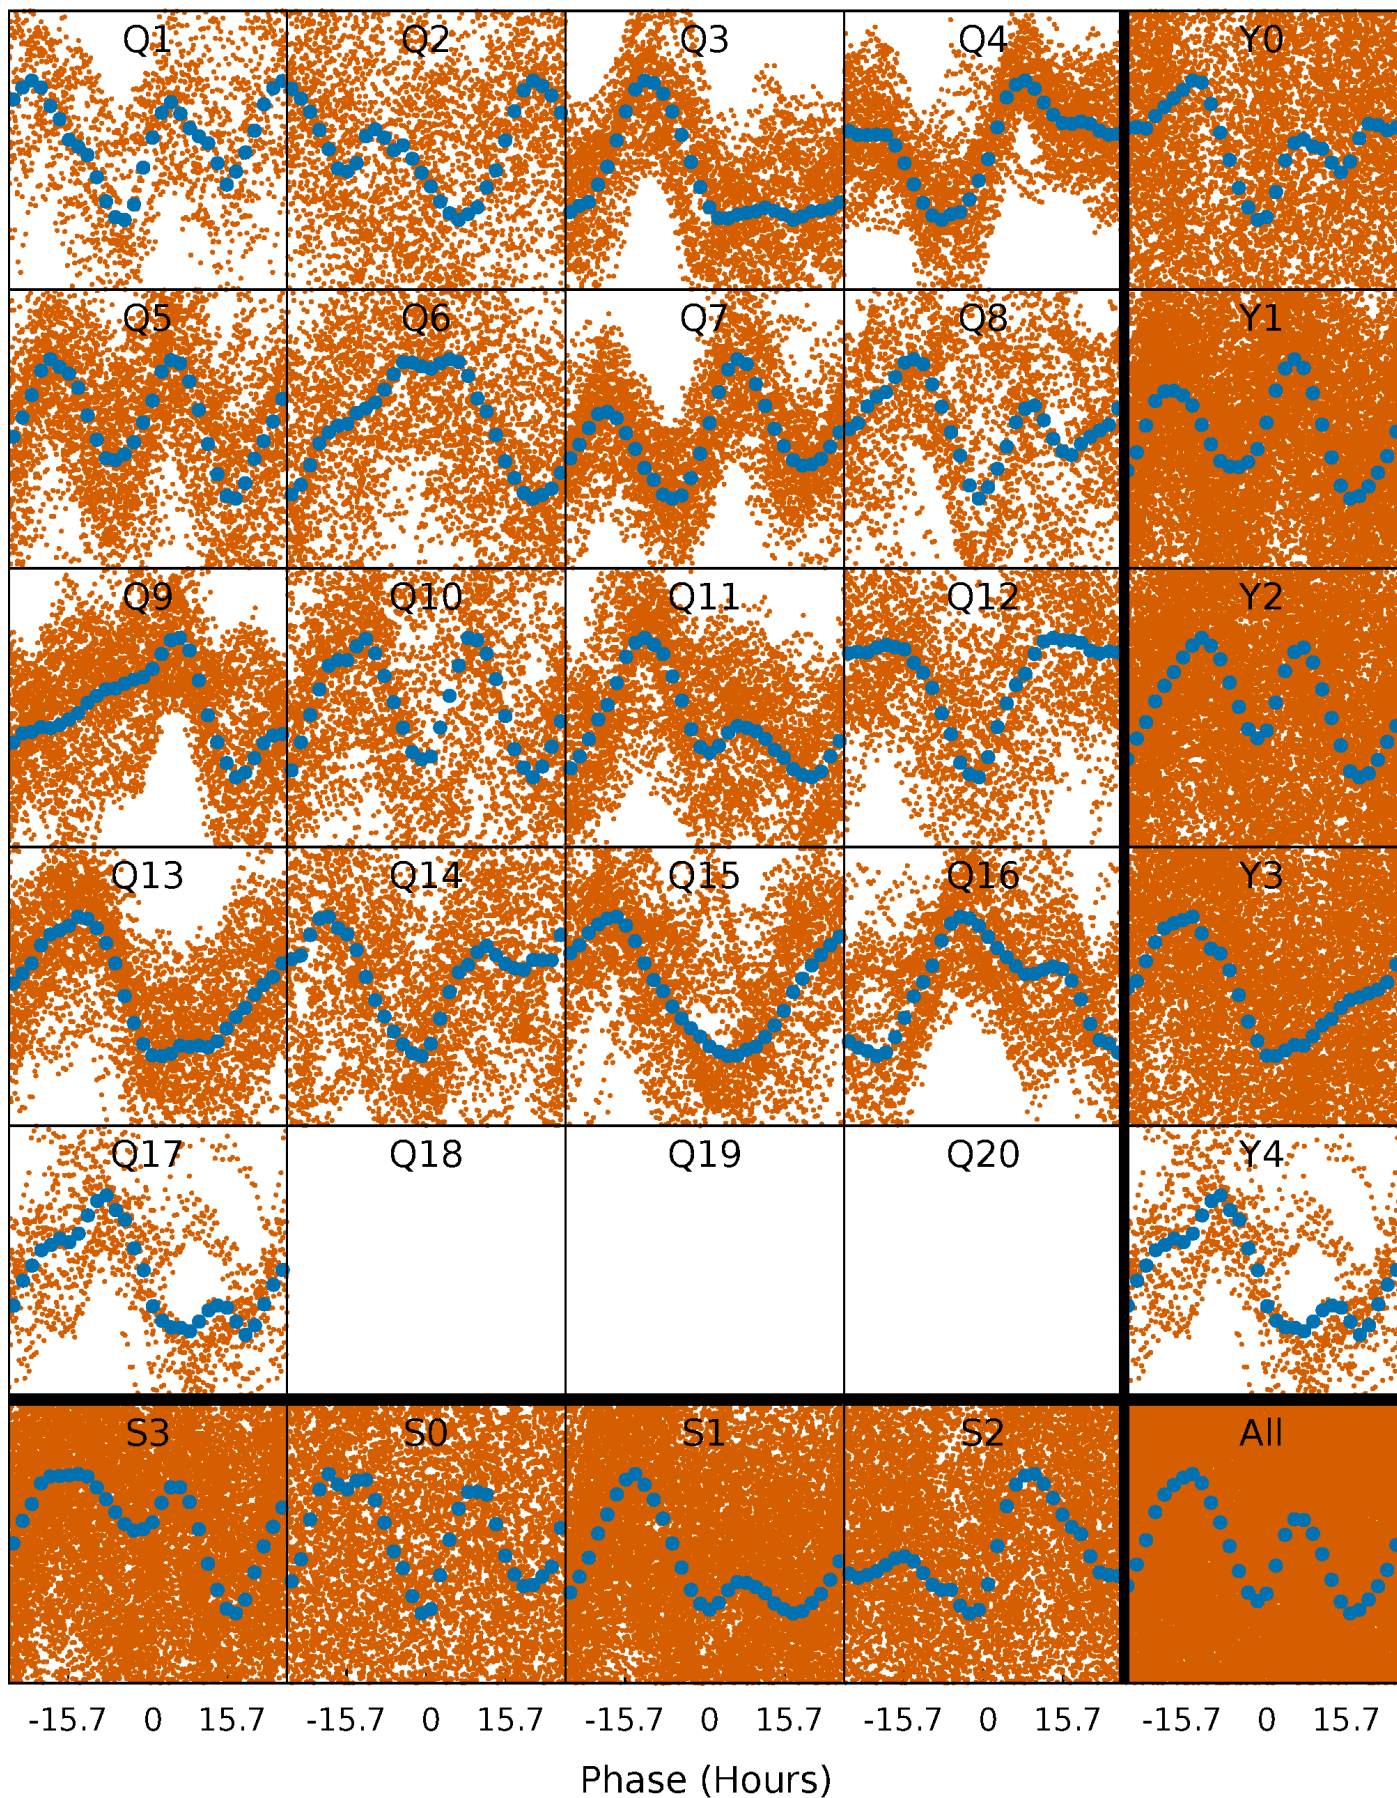 Q1 Q2 Q3 Q4 Y0
Q5 Q6 Q7 Q8 Y1
Q9 Q10 Q11 Q12 Y2
Q13 Q14 Q15 Q16 Y3
Q17 Q18 Q19 Q20 Y4
S3 S0 S1 S2 All
-15.7 0 15.7 -15.7 0 15.7 -15.7 0 15.7 -15.7 0 15.7 -15.7 0 15.7
Phase (Hours)